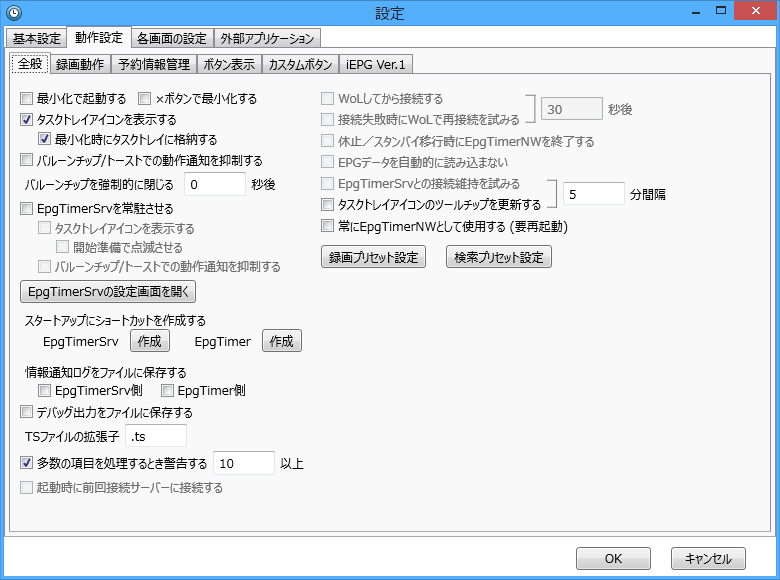 設定
基本設定 動作設定 各画面の設定 外部アプリケーション
全般 録画動作 予約情報管理 ボタン表示 カスタムボタン iEPG Ver.1
最小化で起動する ×ボタンで最小化する
タスクトレイアイコンを表示する
最小化時にタスクトレイに格納する
バルーンチップ/トーストでの動作通知を抑制する
バルーンチップを強制的に閉じる 0 秒後
EpgTimerSrvを常駐させる
タスクトレイアイコンを表示する
開始準備で点滅させる
バルーンチップ/トーストでの動作通知を抑制する
EpgTimerSrvの設定画面を開く
スタートアップにショートカットを作成する
EpgTimerSrv 作成 EpgTimer 作成
情報通知ログをファイルに保存する
EpgTimerSrv側 EpgTimer側
デバッグ出力をファイルに保存する
TSファイルの拡張子 .ts
多数の項目を処理するとき警告する 10 以上
起動時に前回接続サーバーに接続する
WoLしてから接続する
接続失敗時にWoLで再接続を試みる
30 秒後
休止／スタンバイ移行時にEpgTimerNWを終了する
EPGデータを自動的に読み込まない
EpgTimerSrvとの接続維持を試みる
タスクトレイアイコンのツールチップを更新する
5 分間隔
常にEpgTimerNWとして使用する (要再起動)
録画プリセット設定 検索プリセット設定
OK キャンセル